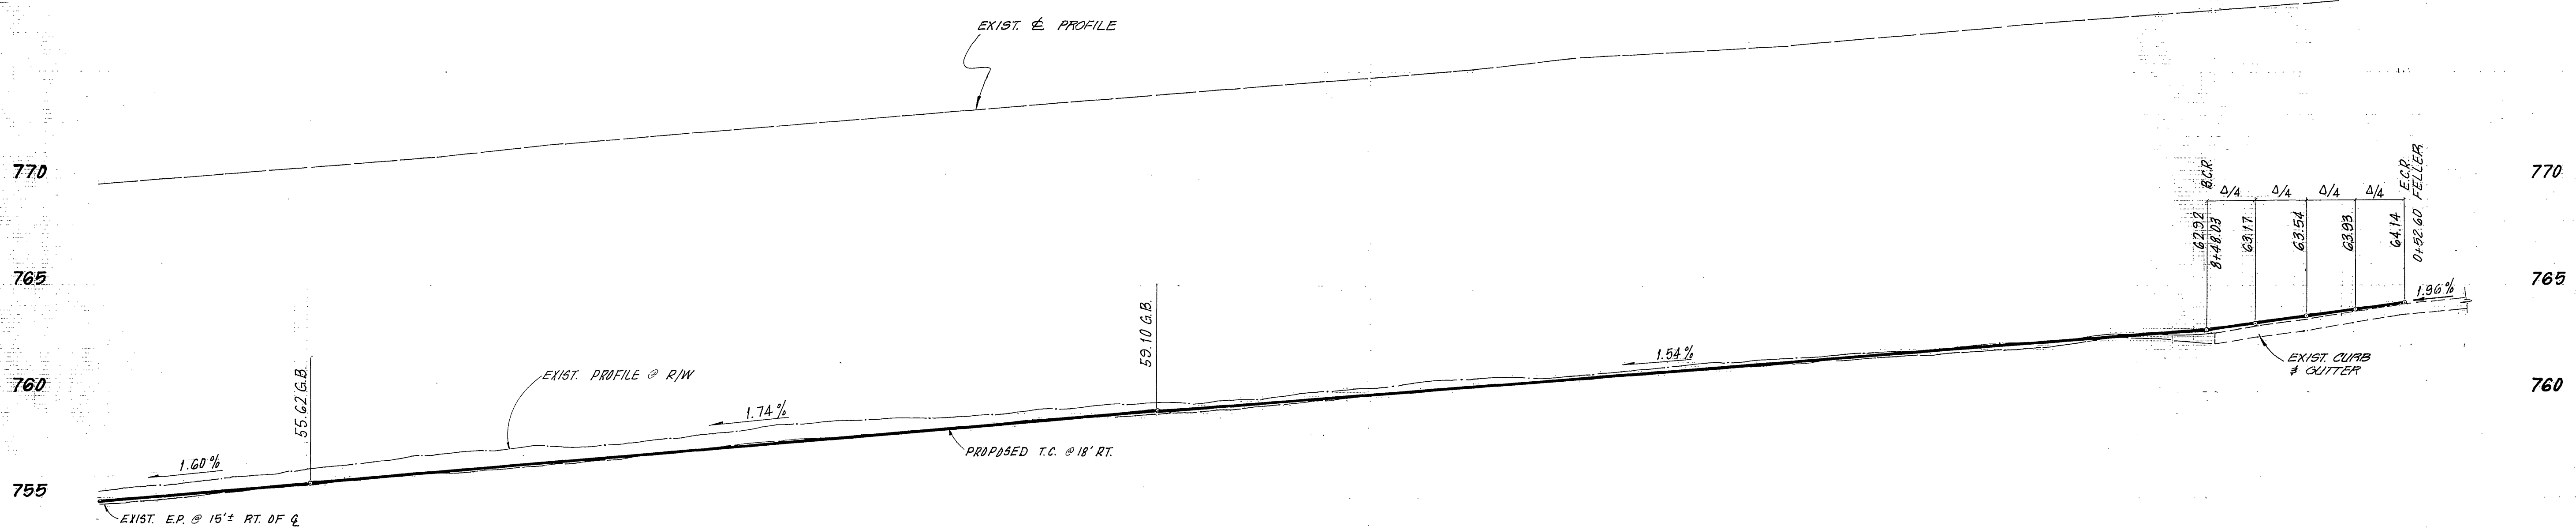 EXIST. ℄ PROFILE
770
770
765
765
760
760
755
B.C.R.
Δ/4
Δ/4
Δ/4
Δ/4
E.C.R.
0+52.60 FELLER
62.92
8+48.03
63.17
63.54
63.93
64.14
1.96%
EXIST. CURB
& GUTTER
1.54%
59.10 G.B.
1.74%
EXIST. PROFILE @ R/W
PROPOSED T.C. @ 18' RT.
55.62 G.B.
1.60%
EXIST. E.P. @ 15'± RT. OF ℄